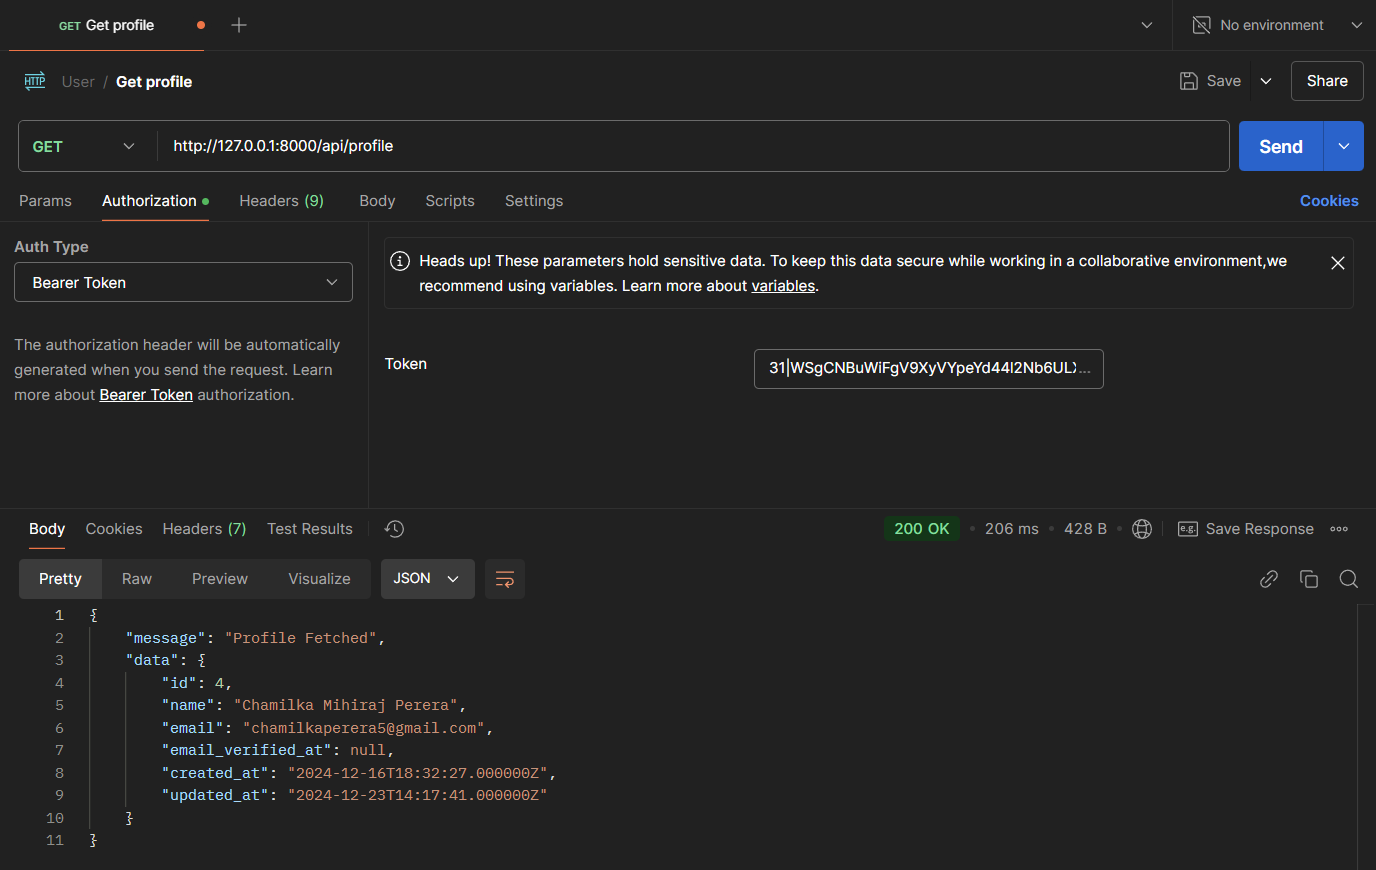 GET Get profile
No environment
HTTP User / Get profile
Save
Share
GET http://127.0.0.1:8000/api/profile
Send
Params Authorization Headers (9) Body Scripts Settings
Cookies
Auth Type
Bearer Token
The authorization header will be automatically
generated when you send the request. Learn
more about Bearer Token authorization.
Heads up! These parameters hold sensitive data. To keep this data secure while working in a collaborative environment,we
recommend using variables. Learn more about variables.
Token
31|WSgCNBuWiFgV9XyVYpeYd44I2Nb6UL...
Body Cookies Headers (7) Test Results
200 OK • 206 ms • 428 B • e.g. Save Response
Pretty Raw Preview Visualize JSON
1 {
2 "message": "Profile Fetched",
3 "data": {
4 "id": 4,
5 "name": "Chamilka Mihiraj Perera",
6 "email": "chamilkaperera5@gmail.com",
7 "email_verified_at": null,
8 "created_at": "2024-12-16T18:32:27.000000Z",
9 "updated_at": "2024-12-23T14:17:41.000000Z"
10 }
11 }